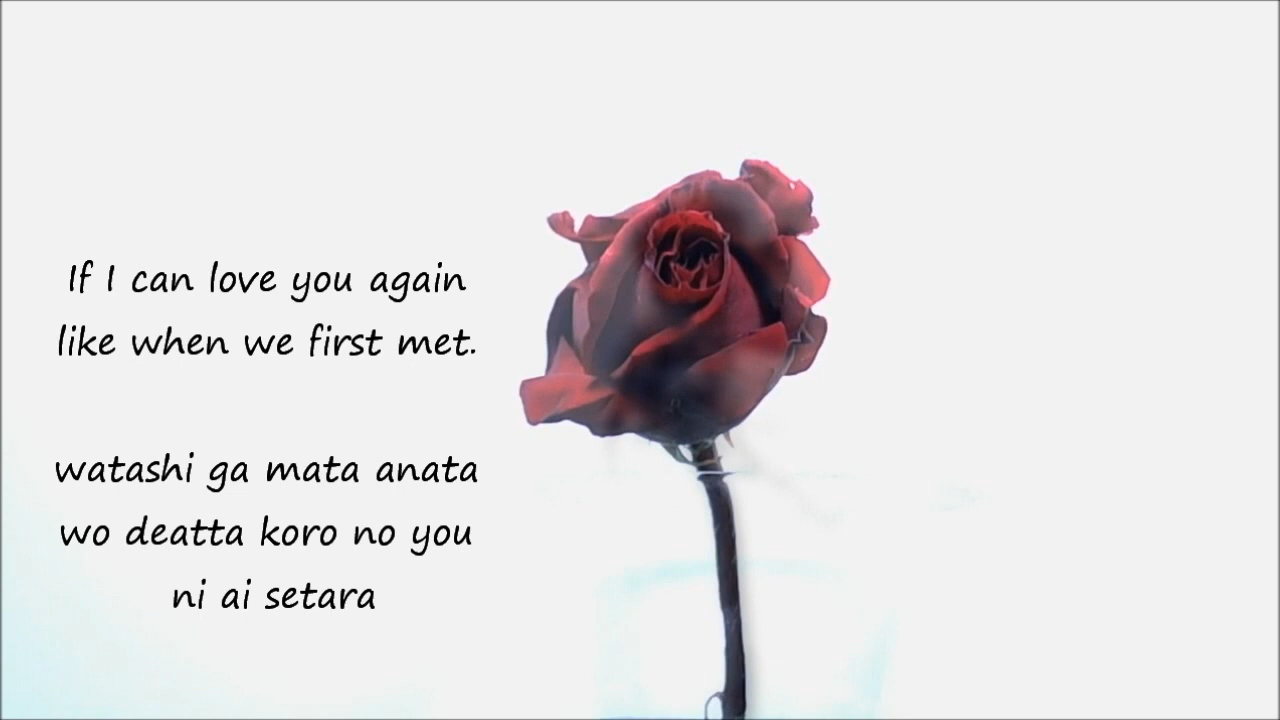 If I can love you again
like when we first met.
watashi ga mata anata
wo deatta koro no you
ni ai setara